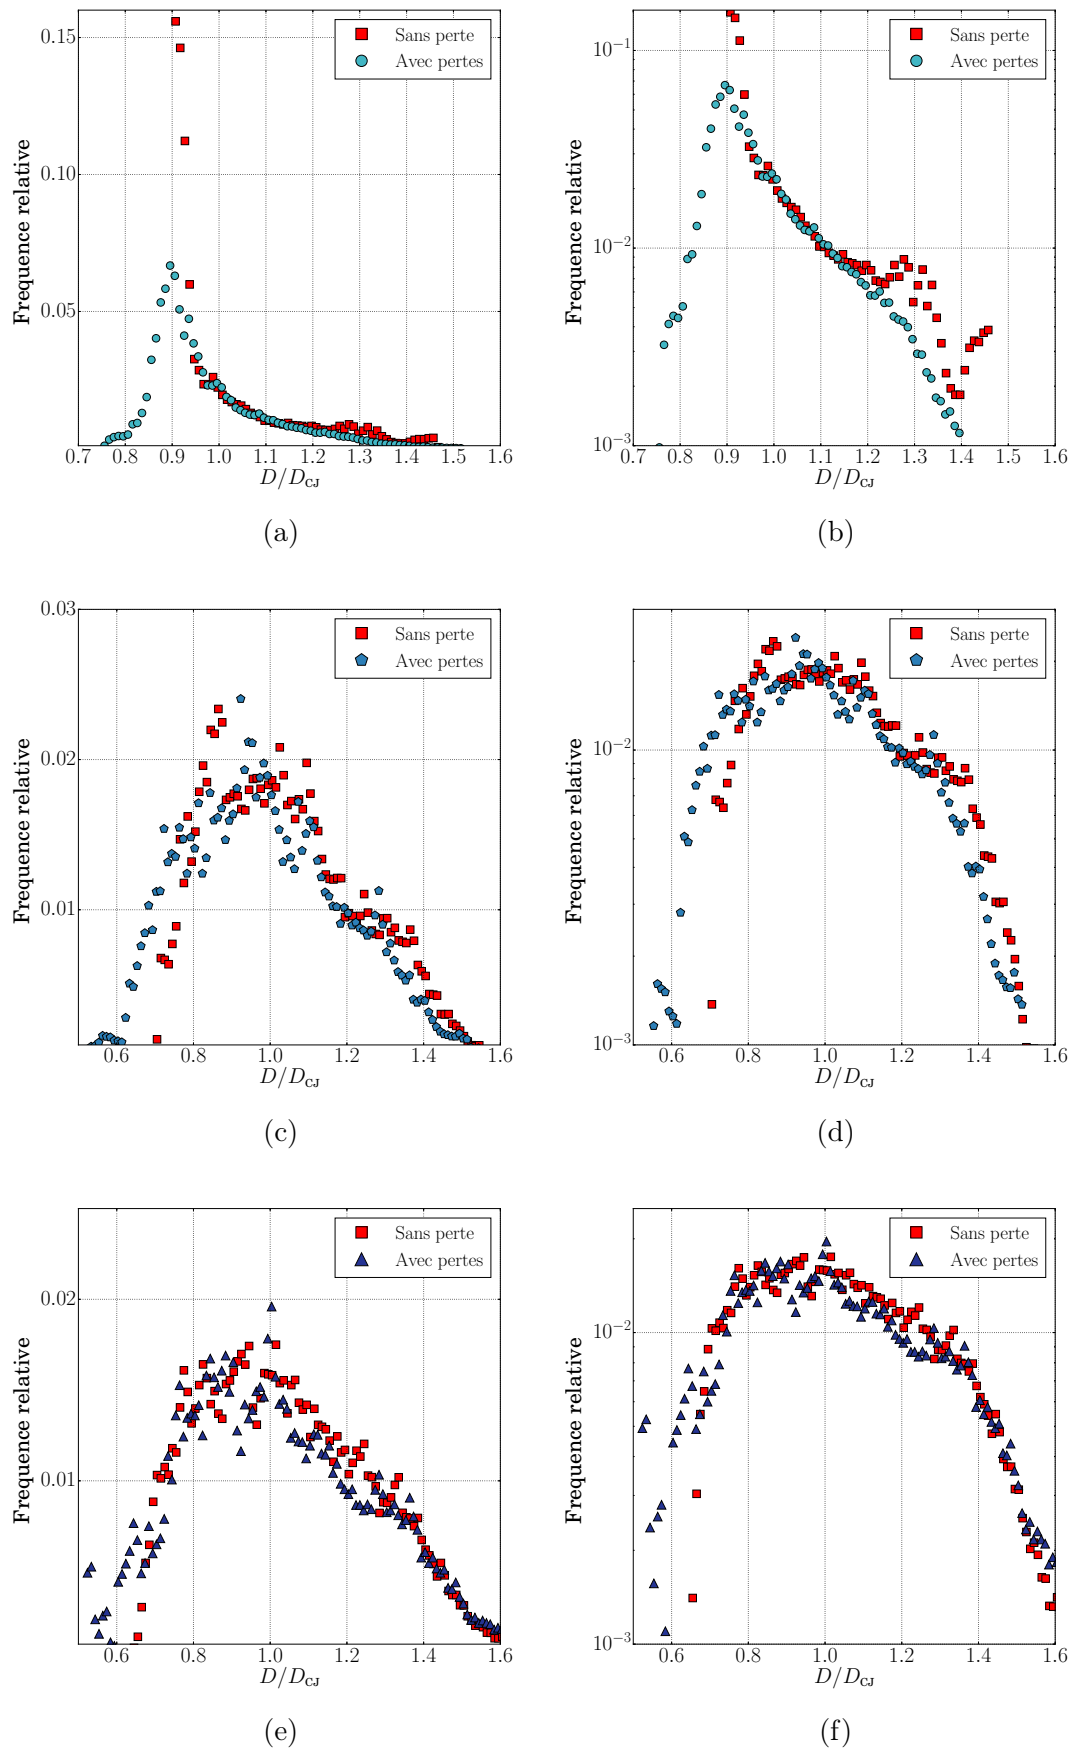 Frequence relative
0.15
0.10
0.05
Sans perte
Avec pertes
0.7 0.8 0.9 1.0 1.1 1.2 1.3 1.4 1.5 1.6
D/D_CJ
(a)
Frequence relative
10⁻¹
10⁻²
10⁻³
Sans perte
Avec pertes
0.7 0.8 0.9 1.0 1.1 1.2 1.3 1.4 1.5 1.6
D/D_CJ
(b)
Frequence relative
0.03
0.02
0.01
Sans perte
Avec pertes
0.6 0.8 1.0 1.2 1.4 1.6
D/D_CJ
(c)
Frequence relative
10⁻²
10⁻³
Sans perte
Avec pertes
0.6 0.8 1.0 1.2 1.4 1.6
D/D_CJ
(d)
Frequence relative
0.02
0.01
Sans perte
Avec pertes
0.6 0.8 1.0 1.2 1.4 1.6
D/D_CJ
(e)
Frequence relative
10⁻²
10⁻³
Sans perte
Avec pertes
0.6 0.8 1.0 1.2 1.4 1.6
D/D_CJ
(f)